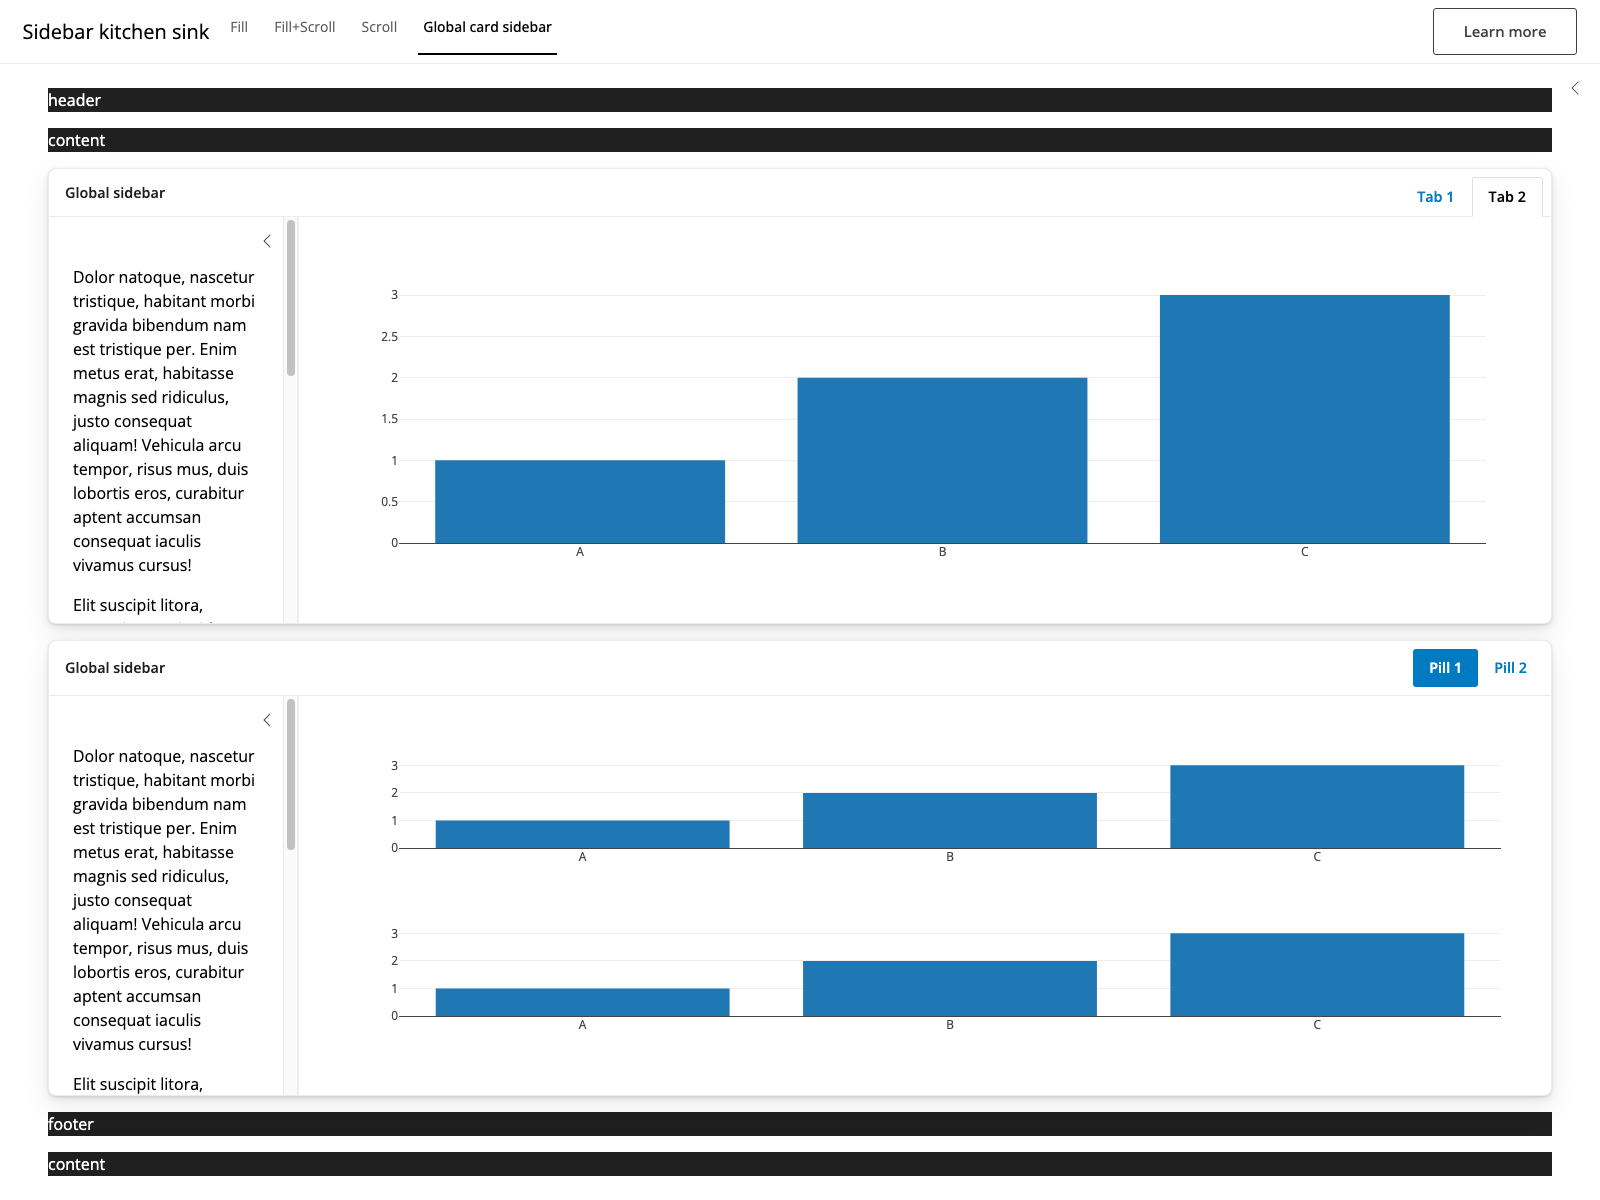 Sidebar kitchen sink
Fill
Fill+Scroll
Scroll
Global card sidebar
Learn more
header
content
Global sidebar
Tab 1
Tab 2
Dolor natoque, nascetur
tristique, habitant morbi
gravida bibendum nam
est tristique per. Enim
metus erat, habitasse
magnis sed ridiculus,
justo consequat
aliquam! Vehicula arcu
tempor, risus mus, duis
lobortis eros, curabitur
aptent accumsan
consequat iaculis
vivamus cursus!
Elit suscipit litora,
3
2.5
2
1.5
1
0.5
0
A
B
C
Global sidebar
Pill 1
Pill 2
Dolor natoque, nascetur
tristique, habitant morbi
gravida bibendum nam
est tristique per. Enim
metus erat, habitasse
magnis sed ridiculus,
justo consequat
aliquam! Vehicula arcu
tempor, risus mus, duis
lobortis eros, curabitur
aptent accumsan
consequat iaculis
vivamus cursus!
Elit suscipit litora,
3
2
1
0
A
B
C
3
2
1
0
A
B
C
footer
content